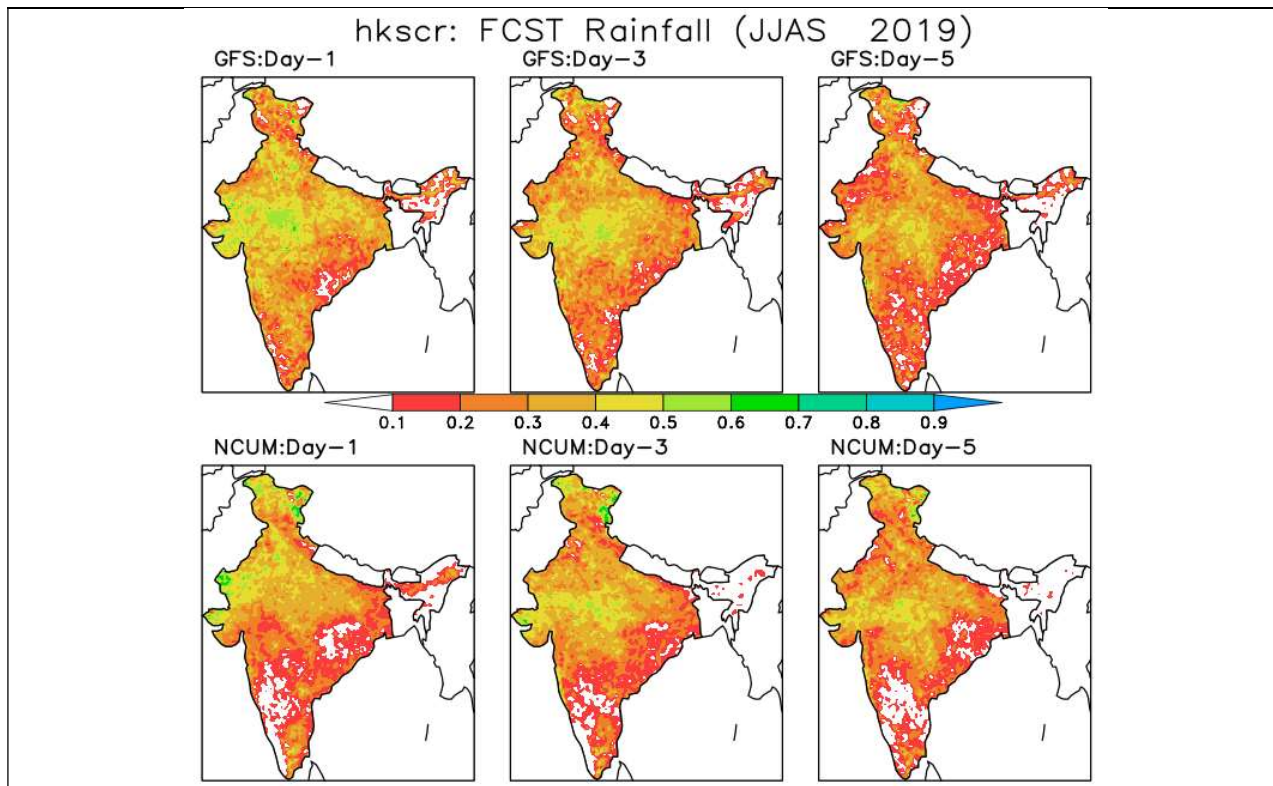 hkscr: FCST Rainfall (JJAS 2019)
GFS:Day-1 GFS:Day-3 GFS:Day-5
0.1 0.2 0.3 0.4 0.5 0.6 0.7 0.8 0.9
NCUM:Day-1 NCUM:Day-3 NCUM:Day-5